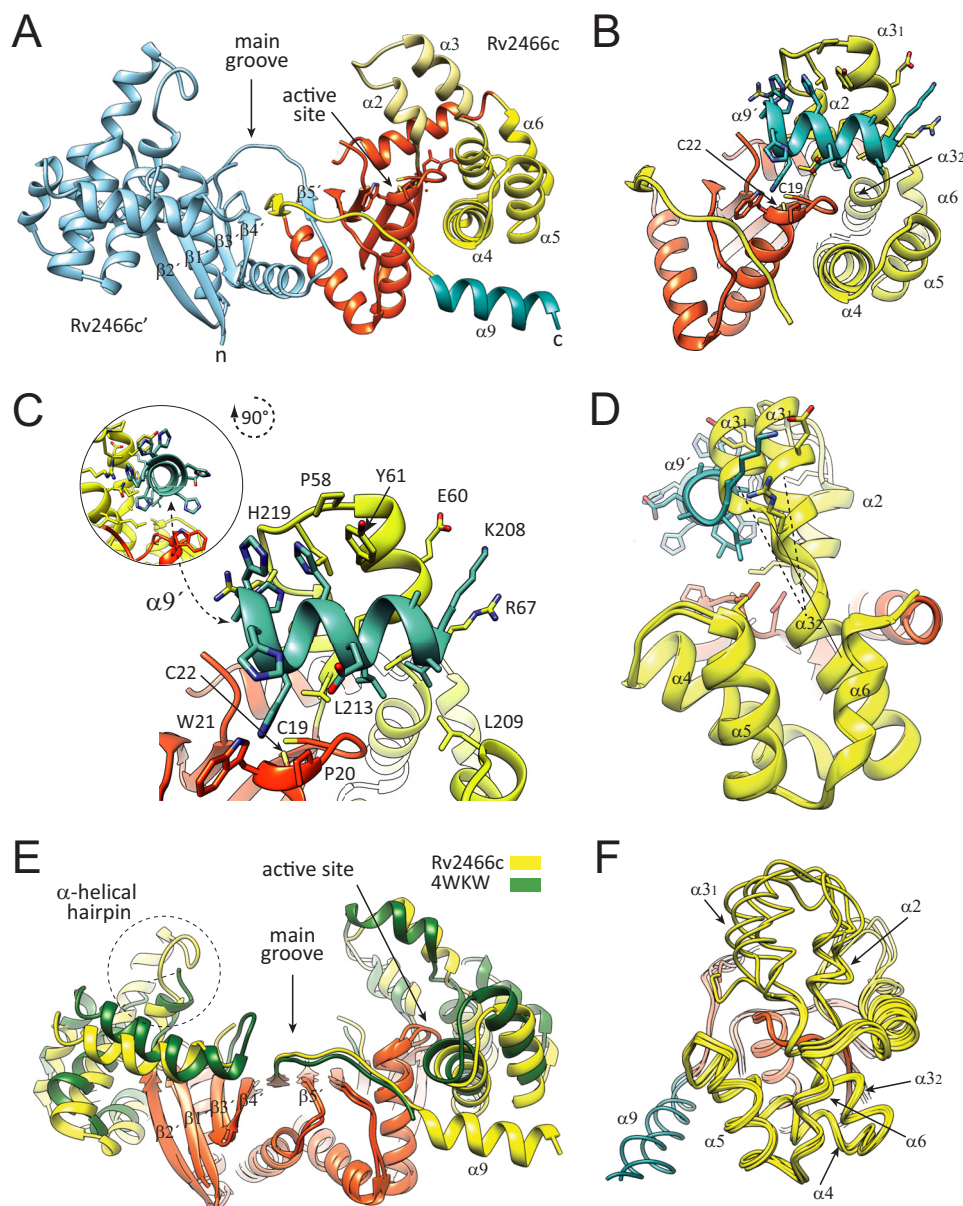 A
main
groove
Rv2466c
α3
active
site
α2
α6
β5´
β4´
β3´
β1´
β2´
α4
α5
Rv2466c’
n
α9
c
B
α31
α9´
α2
C22
C19
α32
α6
α5
α4
C
90°
P58
Y61
H219
E60
K208
α9´
R67
C22
L213
W21
C19
L209
P20
D
α31
α31
α9´
α2
α32
α4
α6
α5
E
Rv2466c
active site
4WKW
α-helical
hairpin
main
groove
β5´
β4´
β3´
β1´
β2´
α9
F
α31
α2
α32
α9
α5
α6
α4